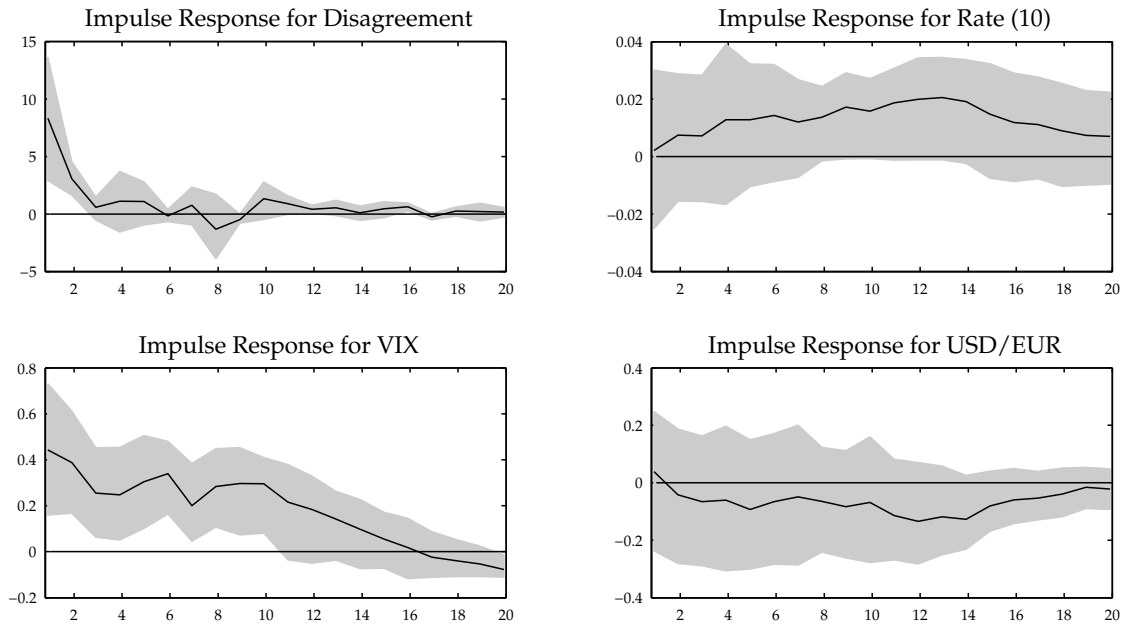 Impulse Response for Disagreement
15
10
5
0
−5
2 4 6 8 10 12 14 16 18 20
Impulse Response for Rate (10)
0.04
0.02
0
−0.02
−0.04
2 4 6 8 10 12 14 16 18 20
Impulse Response for VIX
0.8
0.6
0.4
0.2
0
−0.2
2 4 6 8 10 12 14 16 18 20
Impulse Response for USD/EUR
0.4
0.2
0
−0.2
−0.4
2 4 6 8 10 12 14 16 18 20